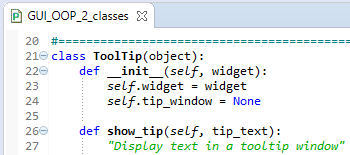 GUI_OOP_2_classes
20 #==========================================
21 class ToolTip(object):
22     def __init__(self, widget):
23         self.widget = widget
24         self.tip_window = None
25
26     def show_tip(self, tip_text):
27         "Display text in a tooltip window"